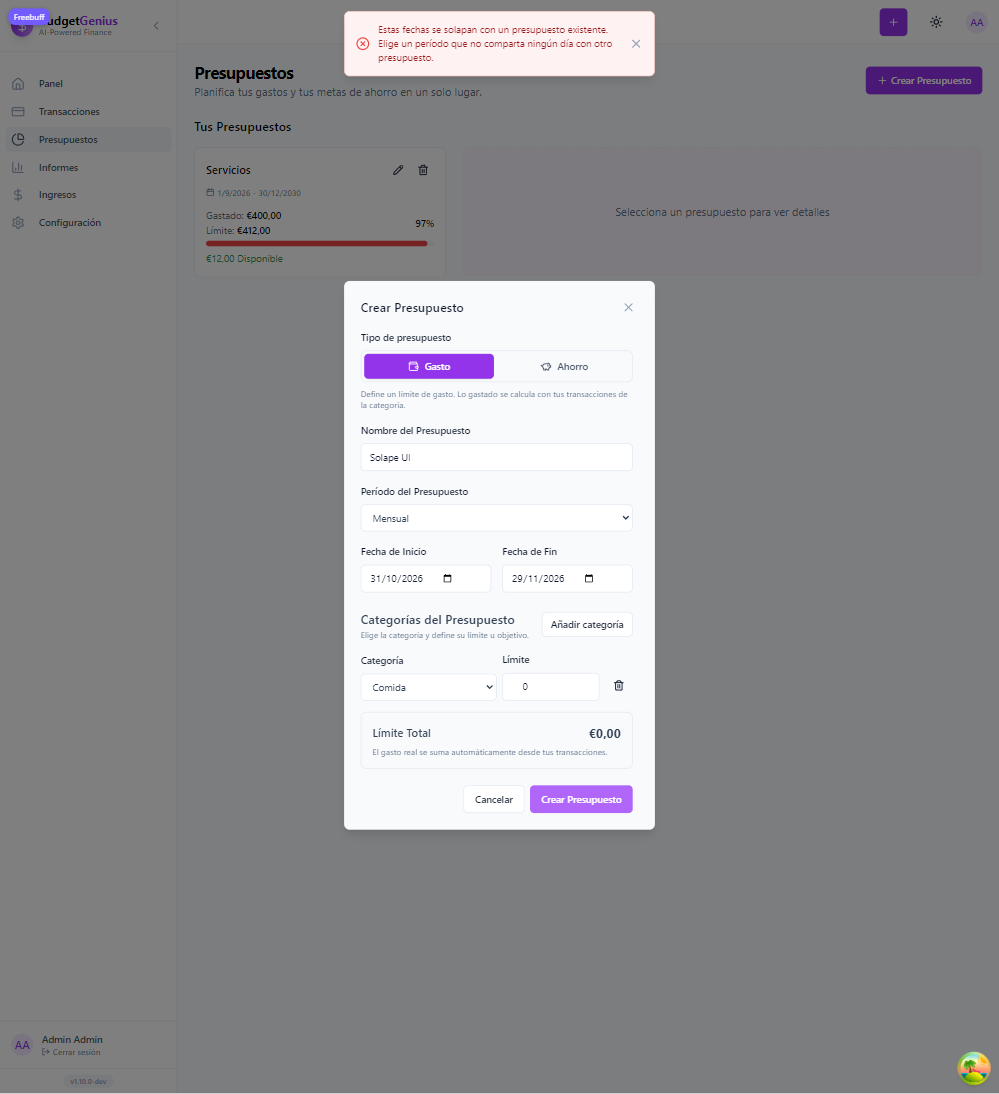 Freebuff
udgetGenius
AI-Powered Finance
Estas fechas se solapan con un presupuesto existente.
Elige un período que no comparta ningún día con otro
presupuesto.
AA
Panel
Transacciones
Presupuestos
Informes
Ingresos
Configuración
Presupuestos
Planifica tus gastos y tus metas de ahorro en un solo lugar.
+ Crear Presupuesto
Tus Presupuestos
Servicios
1/9/2026 - 30/12/2030
Gastado: €400,00
Límite: €412,00
97%
€12,00 Disponible
Selecciona un presupuesto para ver detalles
Crear Presupuesto
Tipo de presupuesto
Gasto
Ahorro
Define un límite de gasto. Lo gastado se calcula con tus transacciones de
la categoría.
Nombre del Presupuesto
Solape UI
Período del Presupuesto
Mensual
Fecha de Inicio
Fecha de Fin
31/10/2026
29/11/2026
Categorías del Presupuesto
Elige la categoría y define su límite u objetivo.
Añadir categoría
Categoría
Límite
Comida
0
Límite Total
€0,00
El gasto real se suma automáticamente desde tus transacciones.
Cancelar
Crear Presupuesto
AA
Admin Admin
Cerrar sesión
v1.10.0-dev